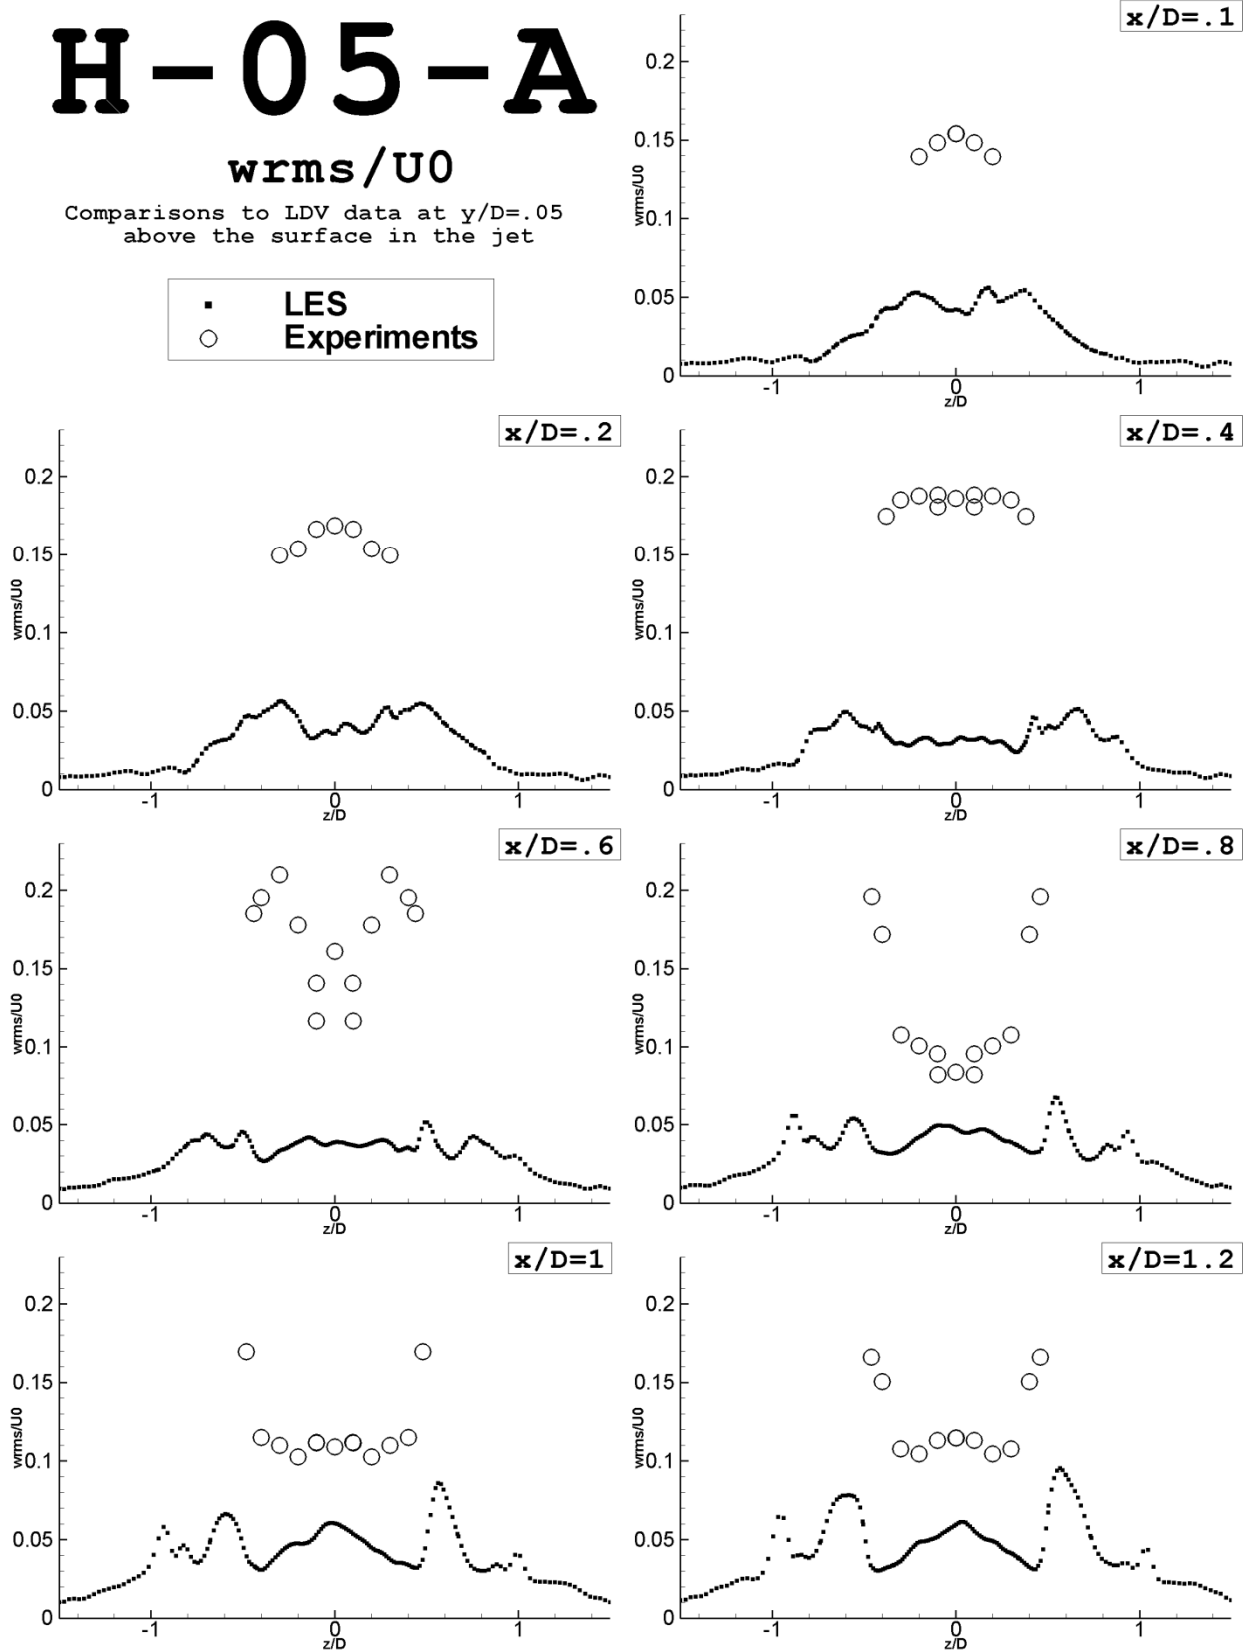 H-05-A
wrms/U0
Comparisons to LDV data at y/D=.05
above the surface in the jet
LES
Experiments
x/D=.1
0.2
0.15
0.1
0.05
0
wrms/U0
-1
0
1
z/D
x/D=.2
0.2
0.15
0.1
0.05
0
wrms/U0
-1
0
1
z/D
x/D=.4
0.2
0.15
0.1
0.05
0
wrms/U0
-1
0
1
z/D
x/D=.6
0.2
0.15
0.1
0.05
0
wrms/U0
-1
0
1
z/D
x/D=.8
0.2
0.15
0.1
0.05
0
wrms/U0
-1
0
1
z/D
x/D=1
0.2
0.15
0.1
0.05
0
wrms/U0
-1
0
1
z/D
x/D=1.2
0.2
0.15
0.1
0.05
0
wrms/U0
-1
0
1
z/D